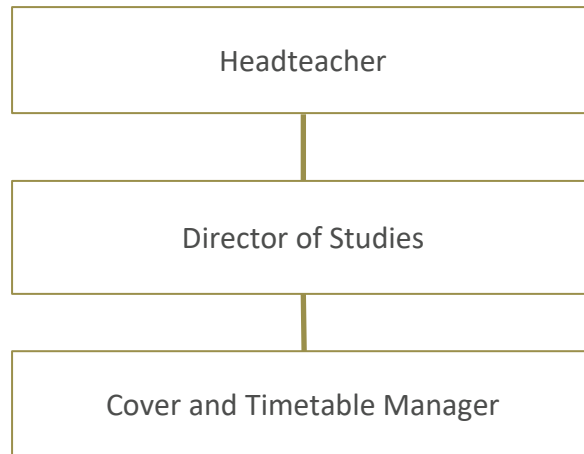 Headteacher
Director of Studies
Cover and Timetable Manager